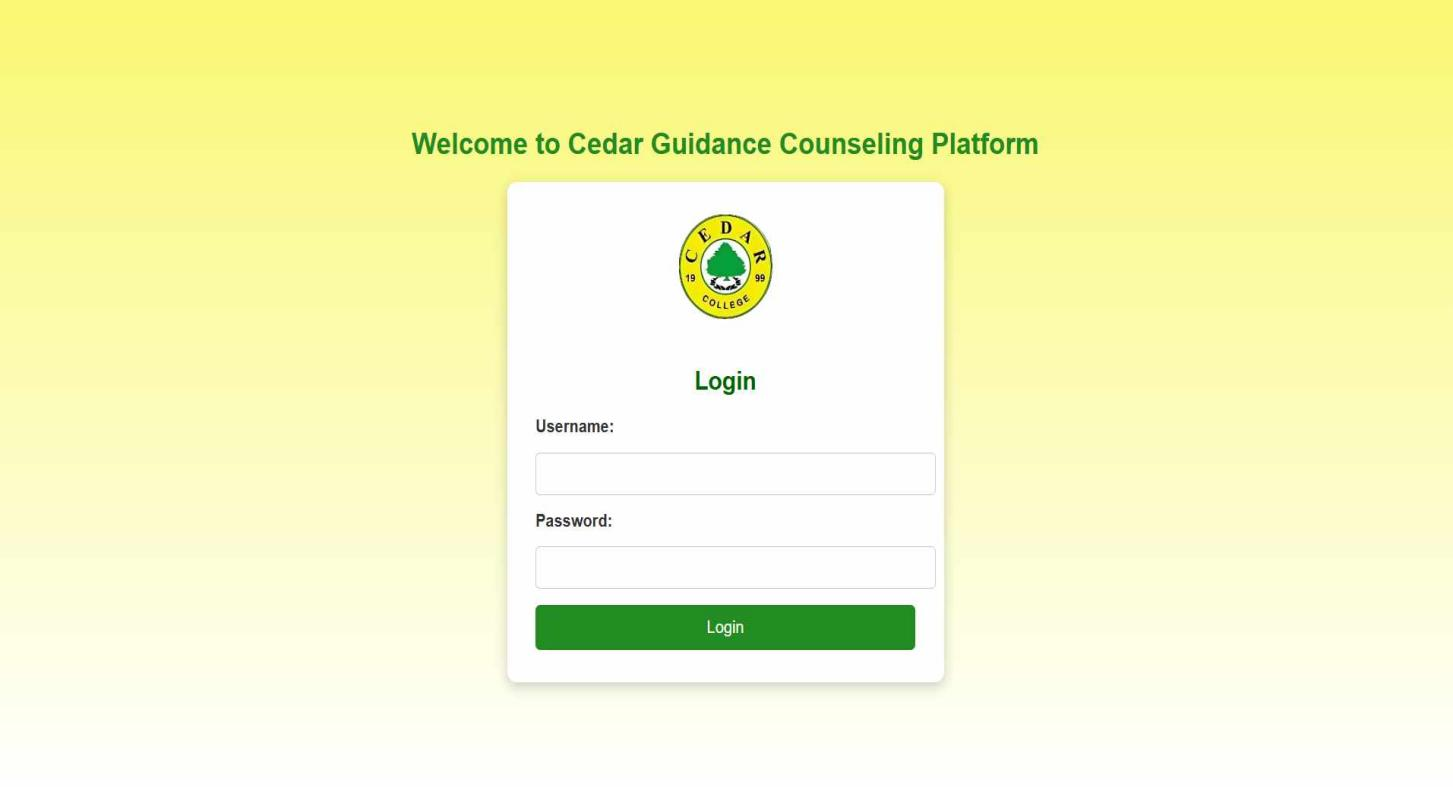 Welcome to Cedar Guidance Counseling Platform
CEDAR
19 99
COLLEGE
Login
Username:
Password:
Login